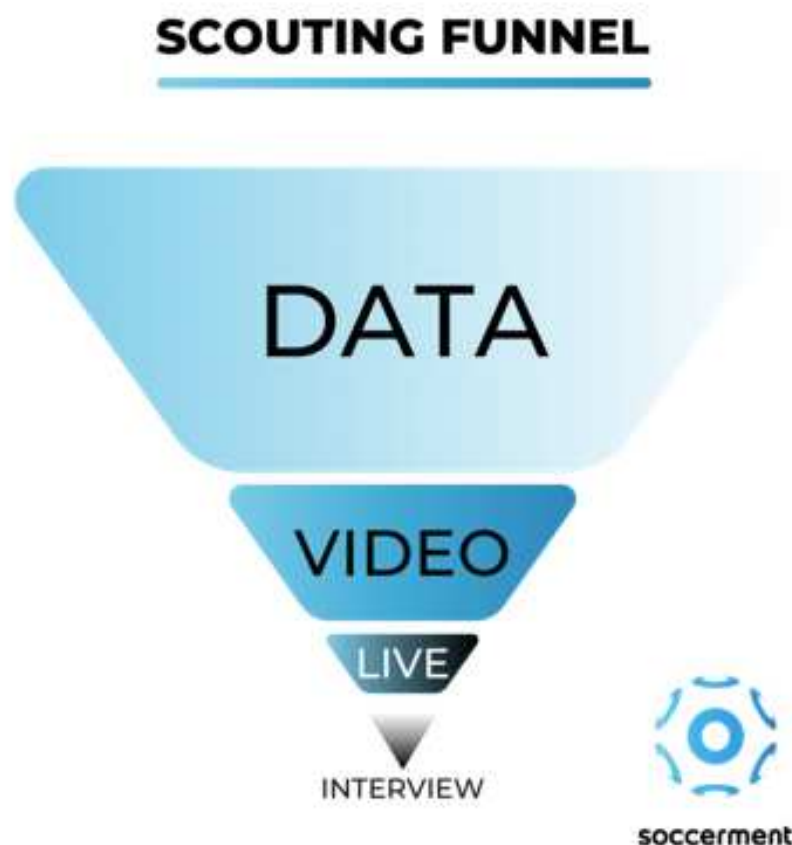 SCOUTING FUNNEL
DATA
VIDEO
LIVE
INTERVIEW
soccerment